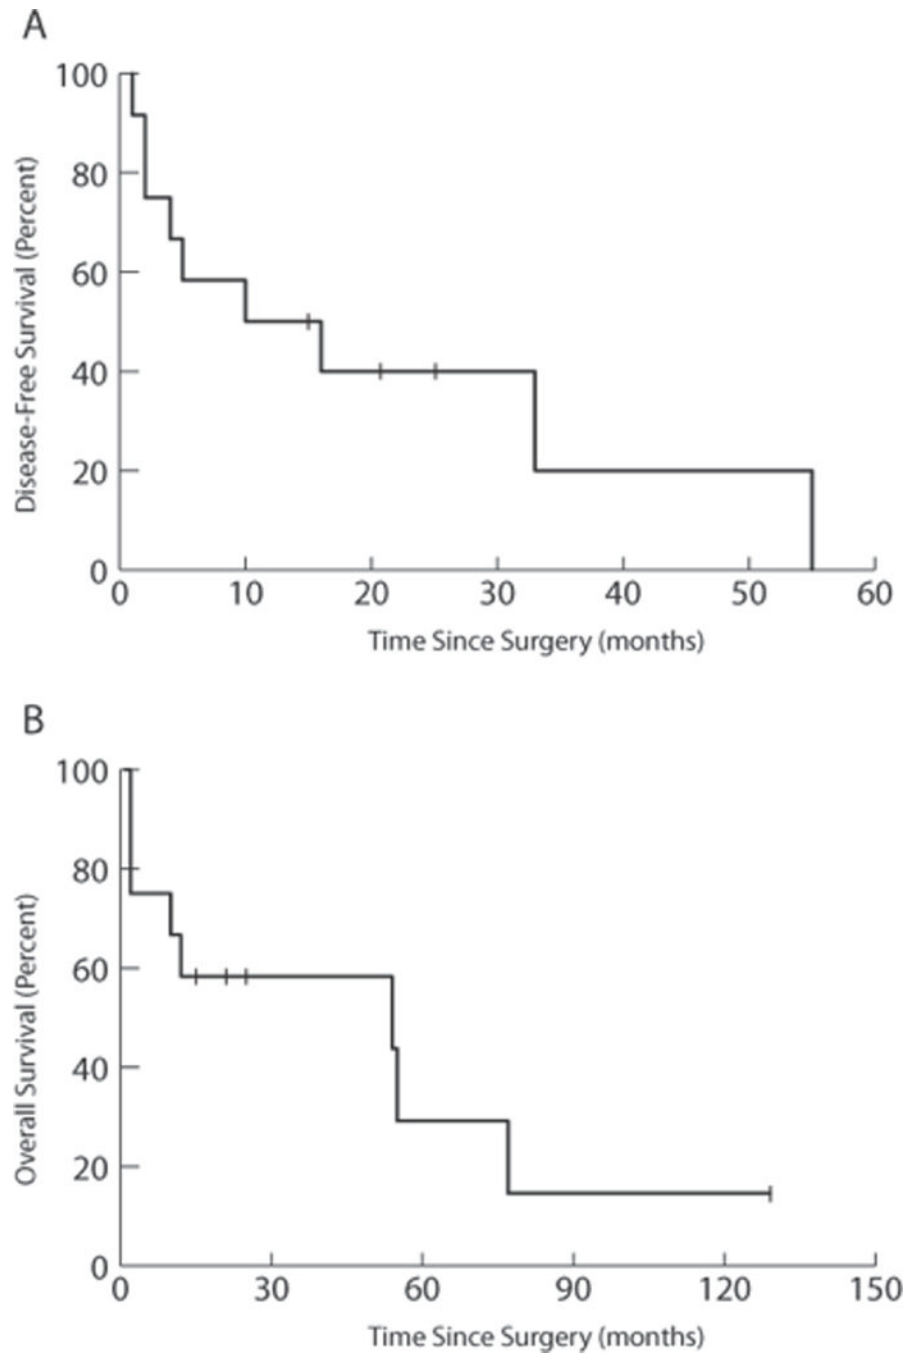 A
100
80
60
40
20
0
Disease-Free Survival (Percent)
0 10 20 30 40 50 60
Time Since Surgery (months)
B
100
80
60
40
20
0
Overall Survival (Percent)
0 30 60 90 120 150
Time Since Surgery (months)